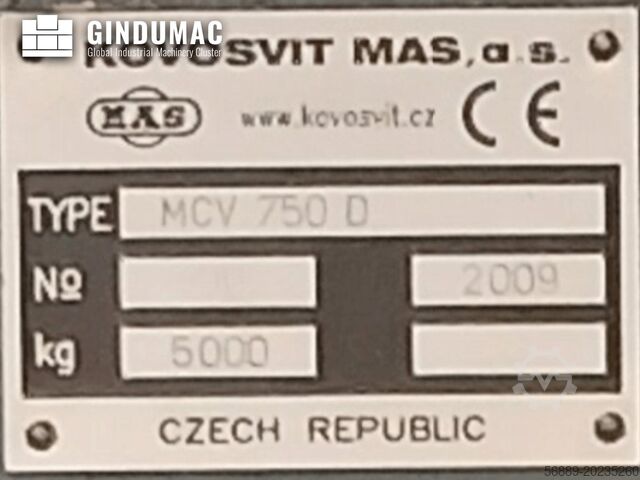 GINDUMAC
Global Industrial Machinery Cluster
KOVOSVIT MAS, a.s.
MAS
www.kovosvit.cz CE
TYPE MCV 750 D
№ 2009
kg 5000
CZECH REPUBLIC
56889-20235260